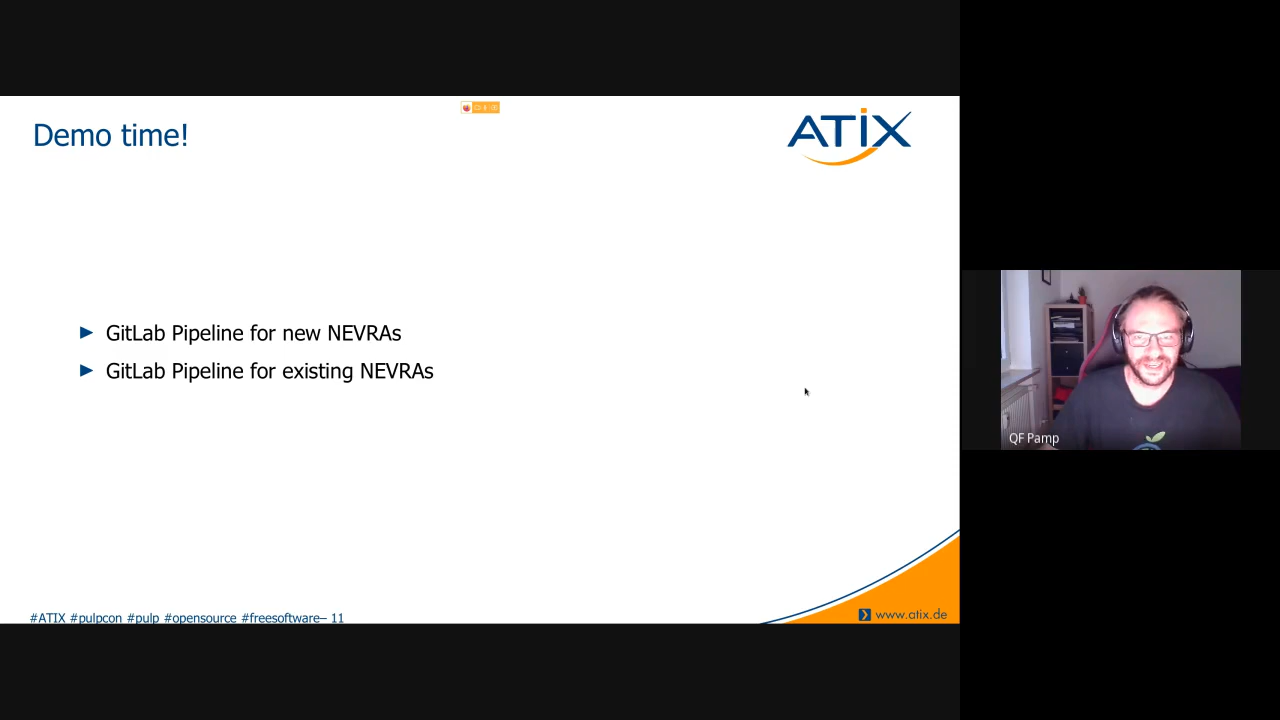 Demo time!
ATIX
GitLab Pipeline for new NEVRAs
GitLab Pipeline for existing NEVRAs
QF Pamp
#ATIX #pulpcon #pulp #opensource #freesoftware– 11
www.atix.de